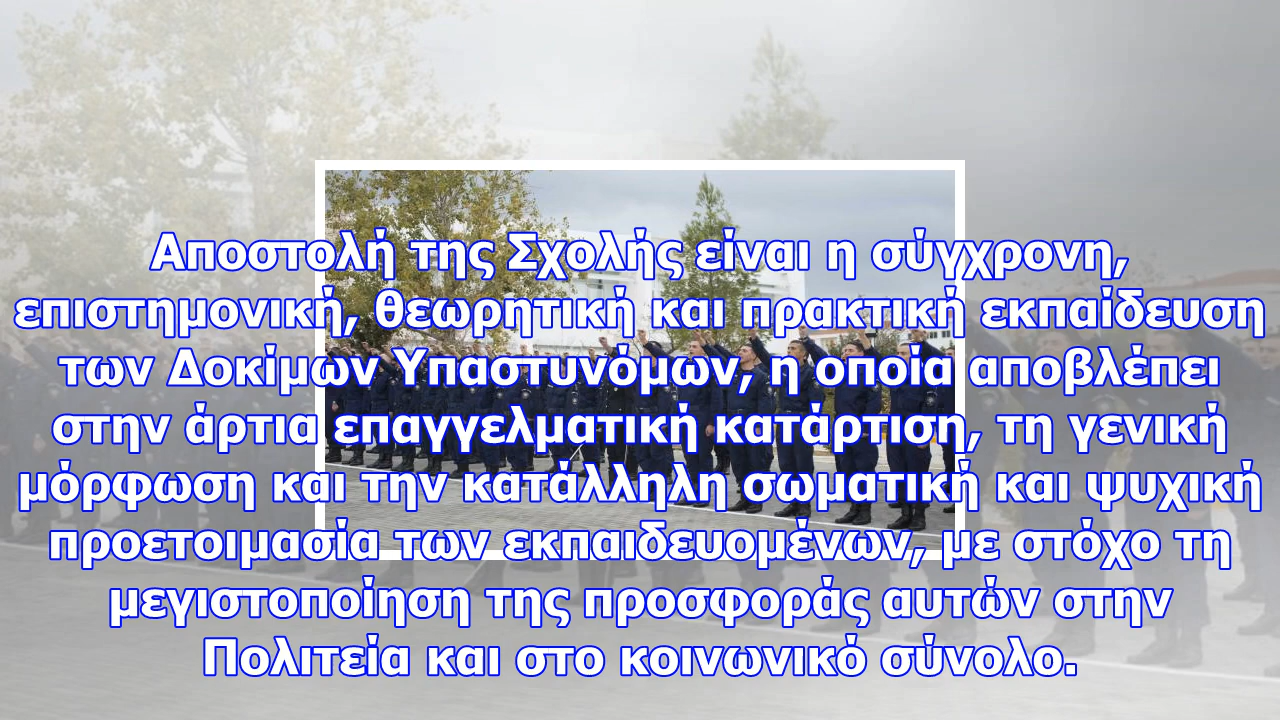 Αποστολή της Σχολής είναι η σύγχρονη,
επιστημονική, θεωρητική και πρακτική εκπαίδευση
των Δοκίμων Υπαστυνόμων, η οποία αποβλέπει
στην άρτια επαγγελματική κατάρτιση, τη γενική
μόρφωση και την κατάλληλη σωματική και ψυχική
προετοιμασία των εκπαιδευομένων, με στόχο τη
μεγιστοποίηση της προσφοράς αυτών στην
Πολιτεία και στο κοινωνικό σύνολο.